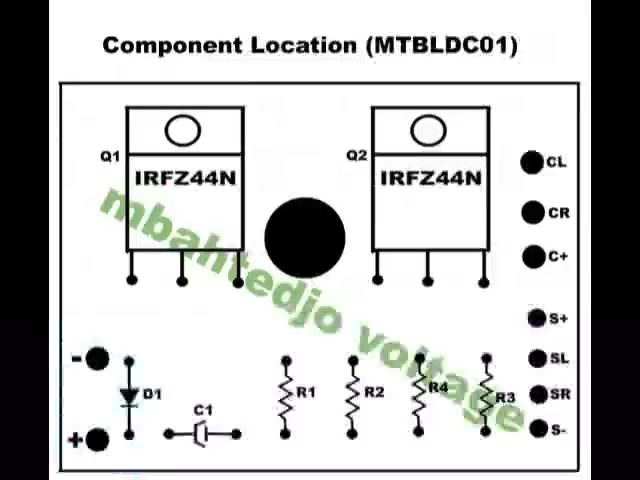 Component Location (MTBLDC01)
Q1
IRFZ44N
Q2
IRFZ44N
CL
CR
C+
S+
SL
SR
S-
-
+
D1
C1
R1
R2
R4
R3
mbahtedjo voltage